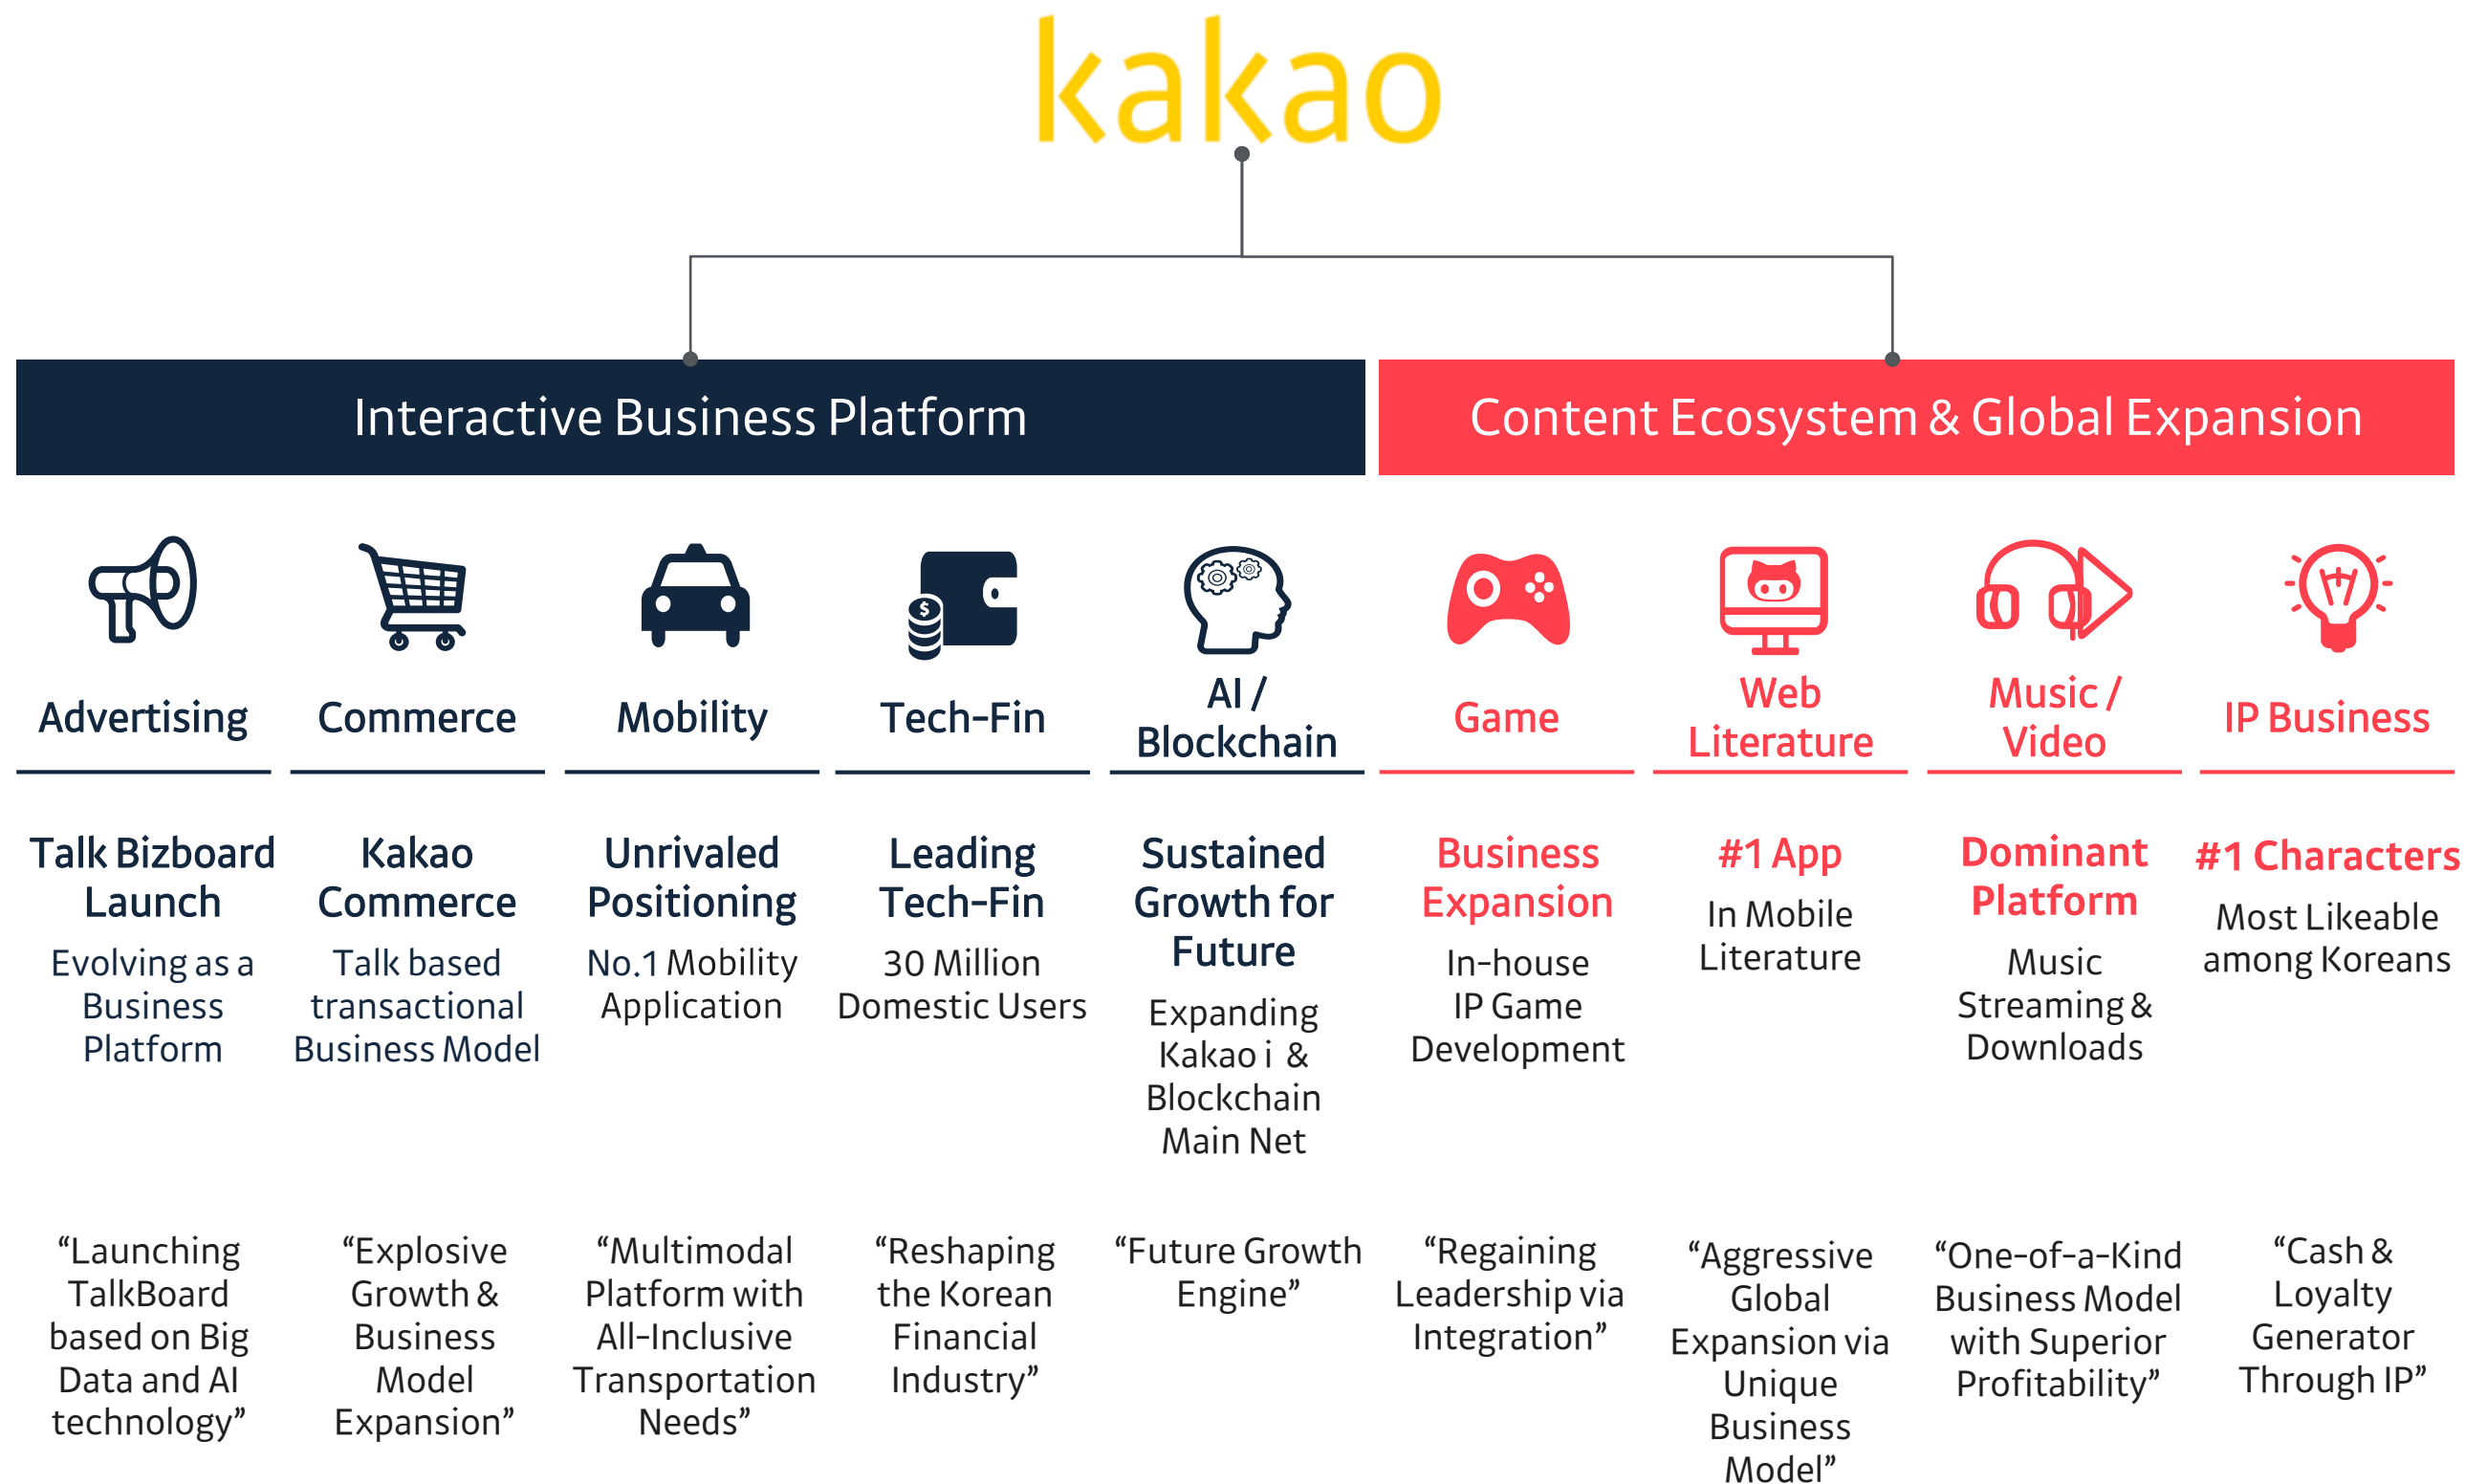 kakao
Interactive Business Platform
Content Ecosystem & Global Expansion
Advertising
Talk Bizboard
Launch
Evolving as a
Business
Platform
“Launching
TalkBoard
based on Big
Data and AI
technology”
Commerce
Kakao
Commerce
Talk based
transactional
Business Model
“Explosive
Growth &
Business
Model
Expansion”
Mobility
Unrivaled
Positioning
No.1 Mobility
Application
“Multimodal
Platform with
All-Inclusive
Transportation
Needs”
Tech-Fin
Leading
Tech-Fin
30 Million
Domestic Users
“Reshaping
the Korean
Financial
Industry”
AI /
Blockchain
Sustained
Growth for
Future
Expanding
Kakao i &
Blockchain
Main Net
“Future Growth
Engine”
Game
Business
Expansion
In-house
IP Game
Development
“Regaining
Leadership via
Integration”
Web
Literature
#1 App
In Mobile
Literature
“Aggressive
Global
Expansion via
Unique
Business
Model”
Music /
Video
Dominant
Platform
Music
Streaming &
Downloads
“One-of-a-Kind
Business Model
with Superior
Profitability”
IP Business
#1 Characters
Most Likeable
among Koreans
“Cash &
Loyalty
Generator
Through IP”